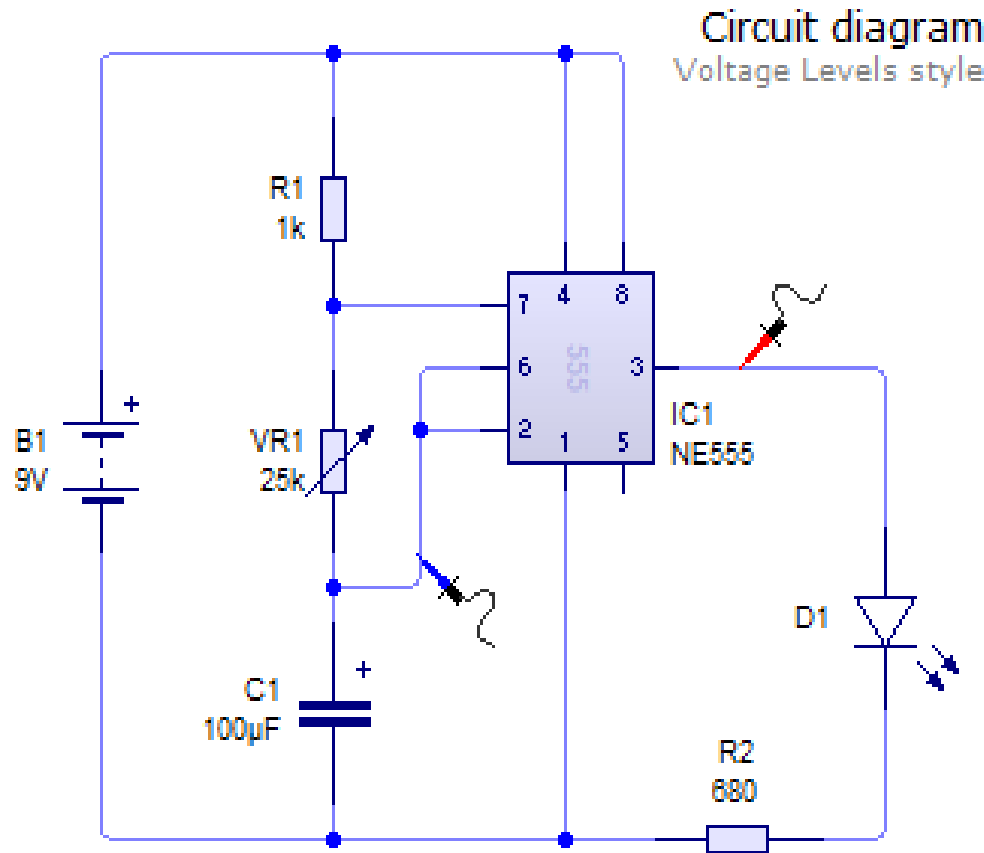 Circuit diagram
Voltage Levels style
R1
1k
7
4
8
6
555
3
2
1
5
IC1
NE555
+
B1
9V
VR1
25k
D1
+
C1
100µF
R2
680